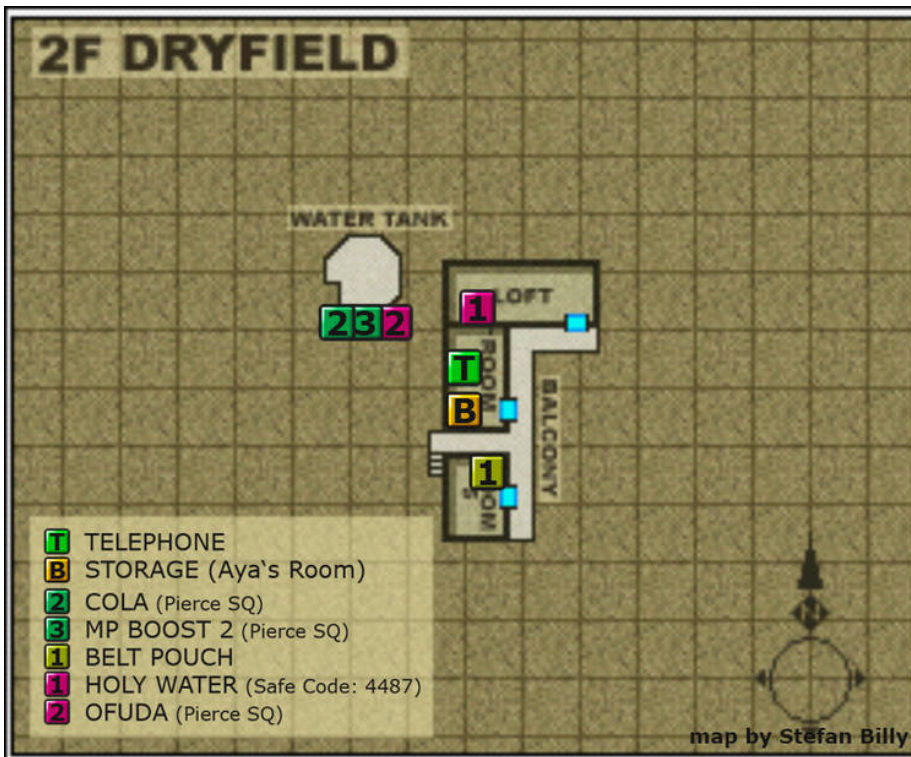 2F DRYFIELD
WATER TANK
LOFT
2 3 2
1
T
ROOM
B
BALCONY
1
OOM
T TELEPHONE
B STORAGE (Aya's Room)
2 COLA (Pierce SQ)
3 MP BOOST 2 (Pierce SQ)
1 BELT POUCH
1 HOLY WATER (Safe Code: 4487)
2 OFUDA (Pierce SQ)
N
map by Stefan Billy